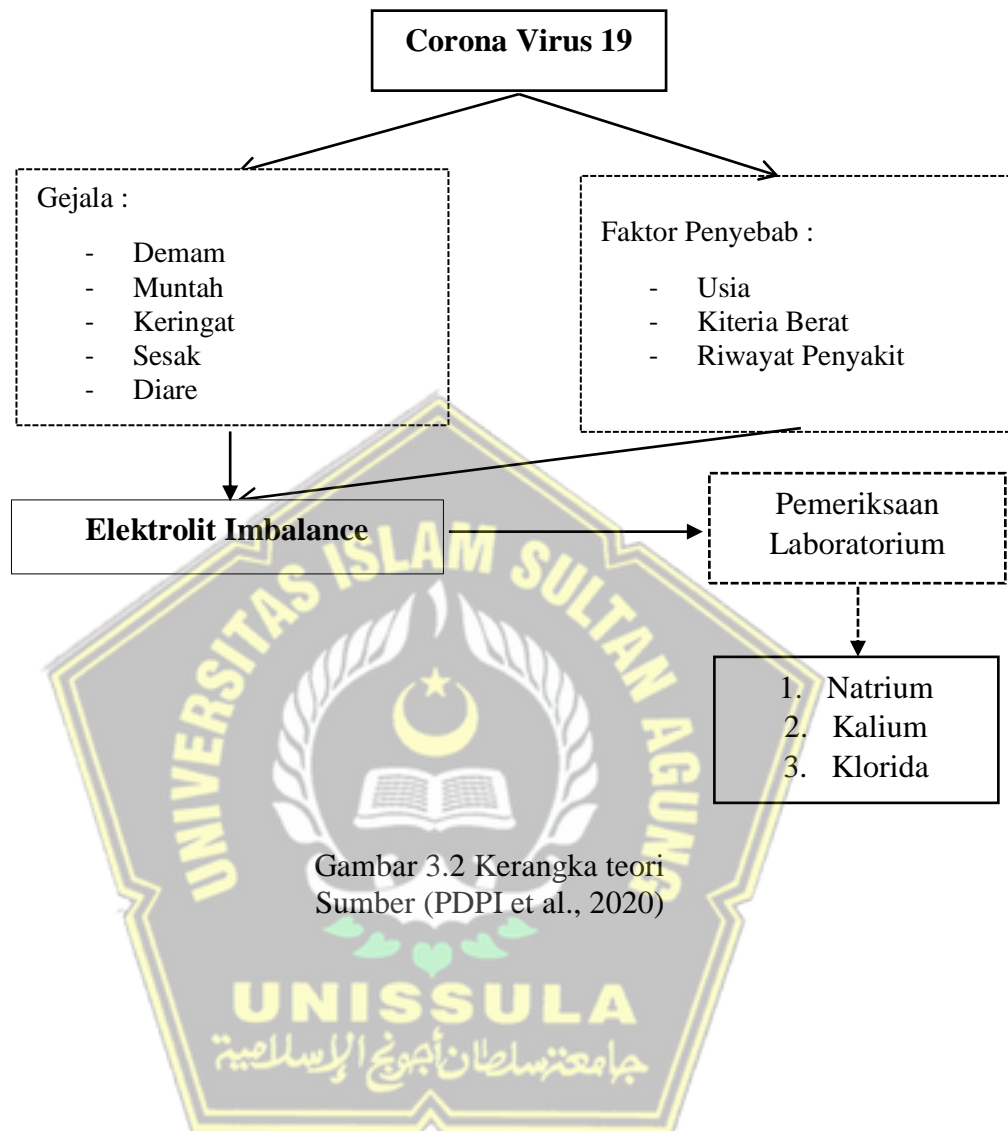 Corona Virus 19
Gejala :
- Demam
- Muntah
- Keringat
- Sesak
- Diare
Faktor Penyebab :
- Usia
- Kiteria Berat
- Riwayat Penyakit
Elektrolit Imbalance
Pemeriksaan
Laboratorium
1. Natrium
2. Kalium
3. Klorida
Gambar 3.2 Kerangka teori
Sumber (PDPI et al., 2020)
UNIVERSITAS ISLAM SULTAN AGUNG
UNISSULA
جامعة سلطان أجونج الإسلامية